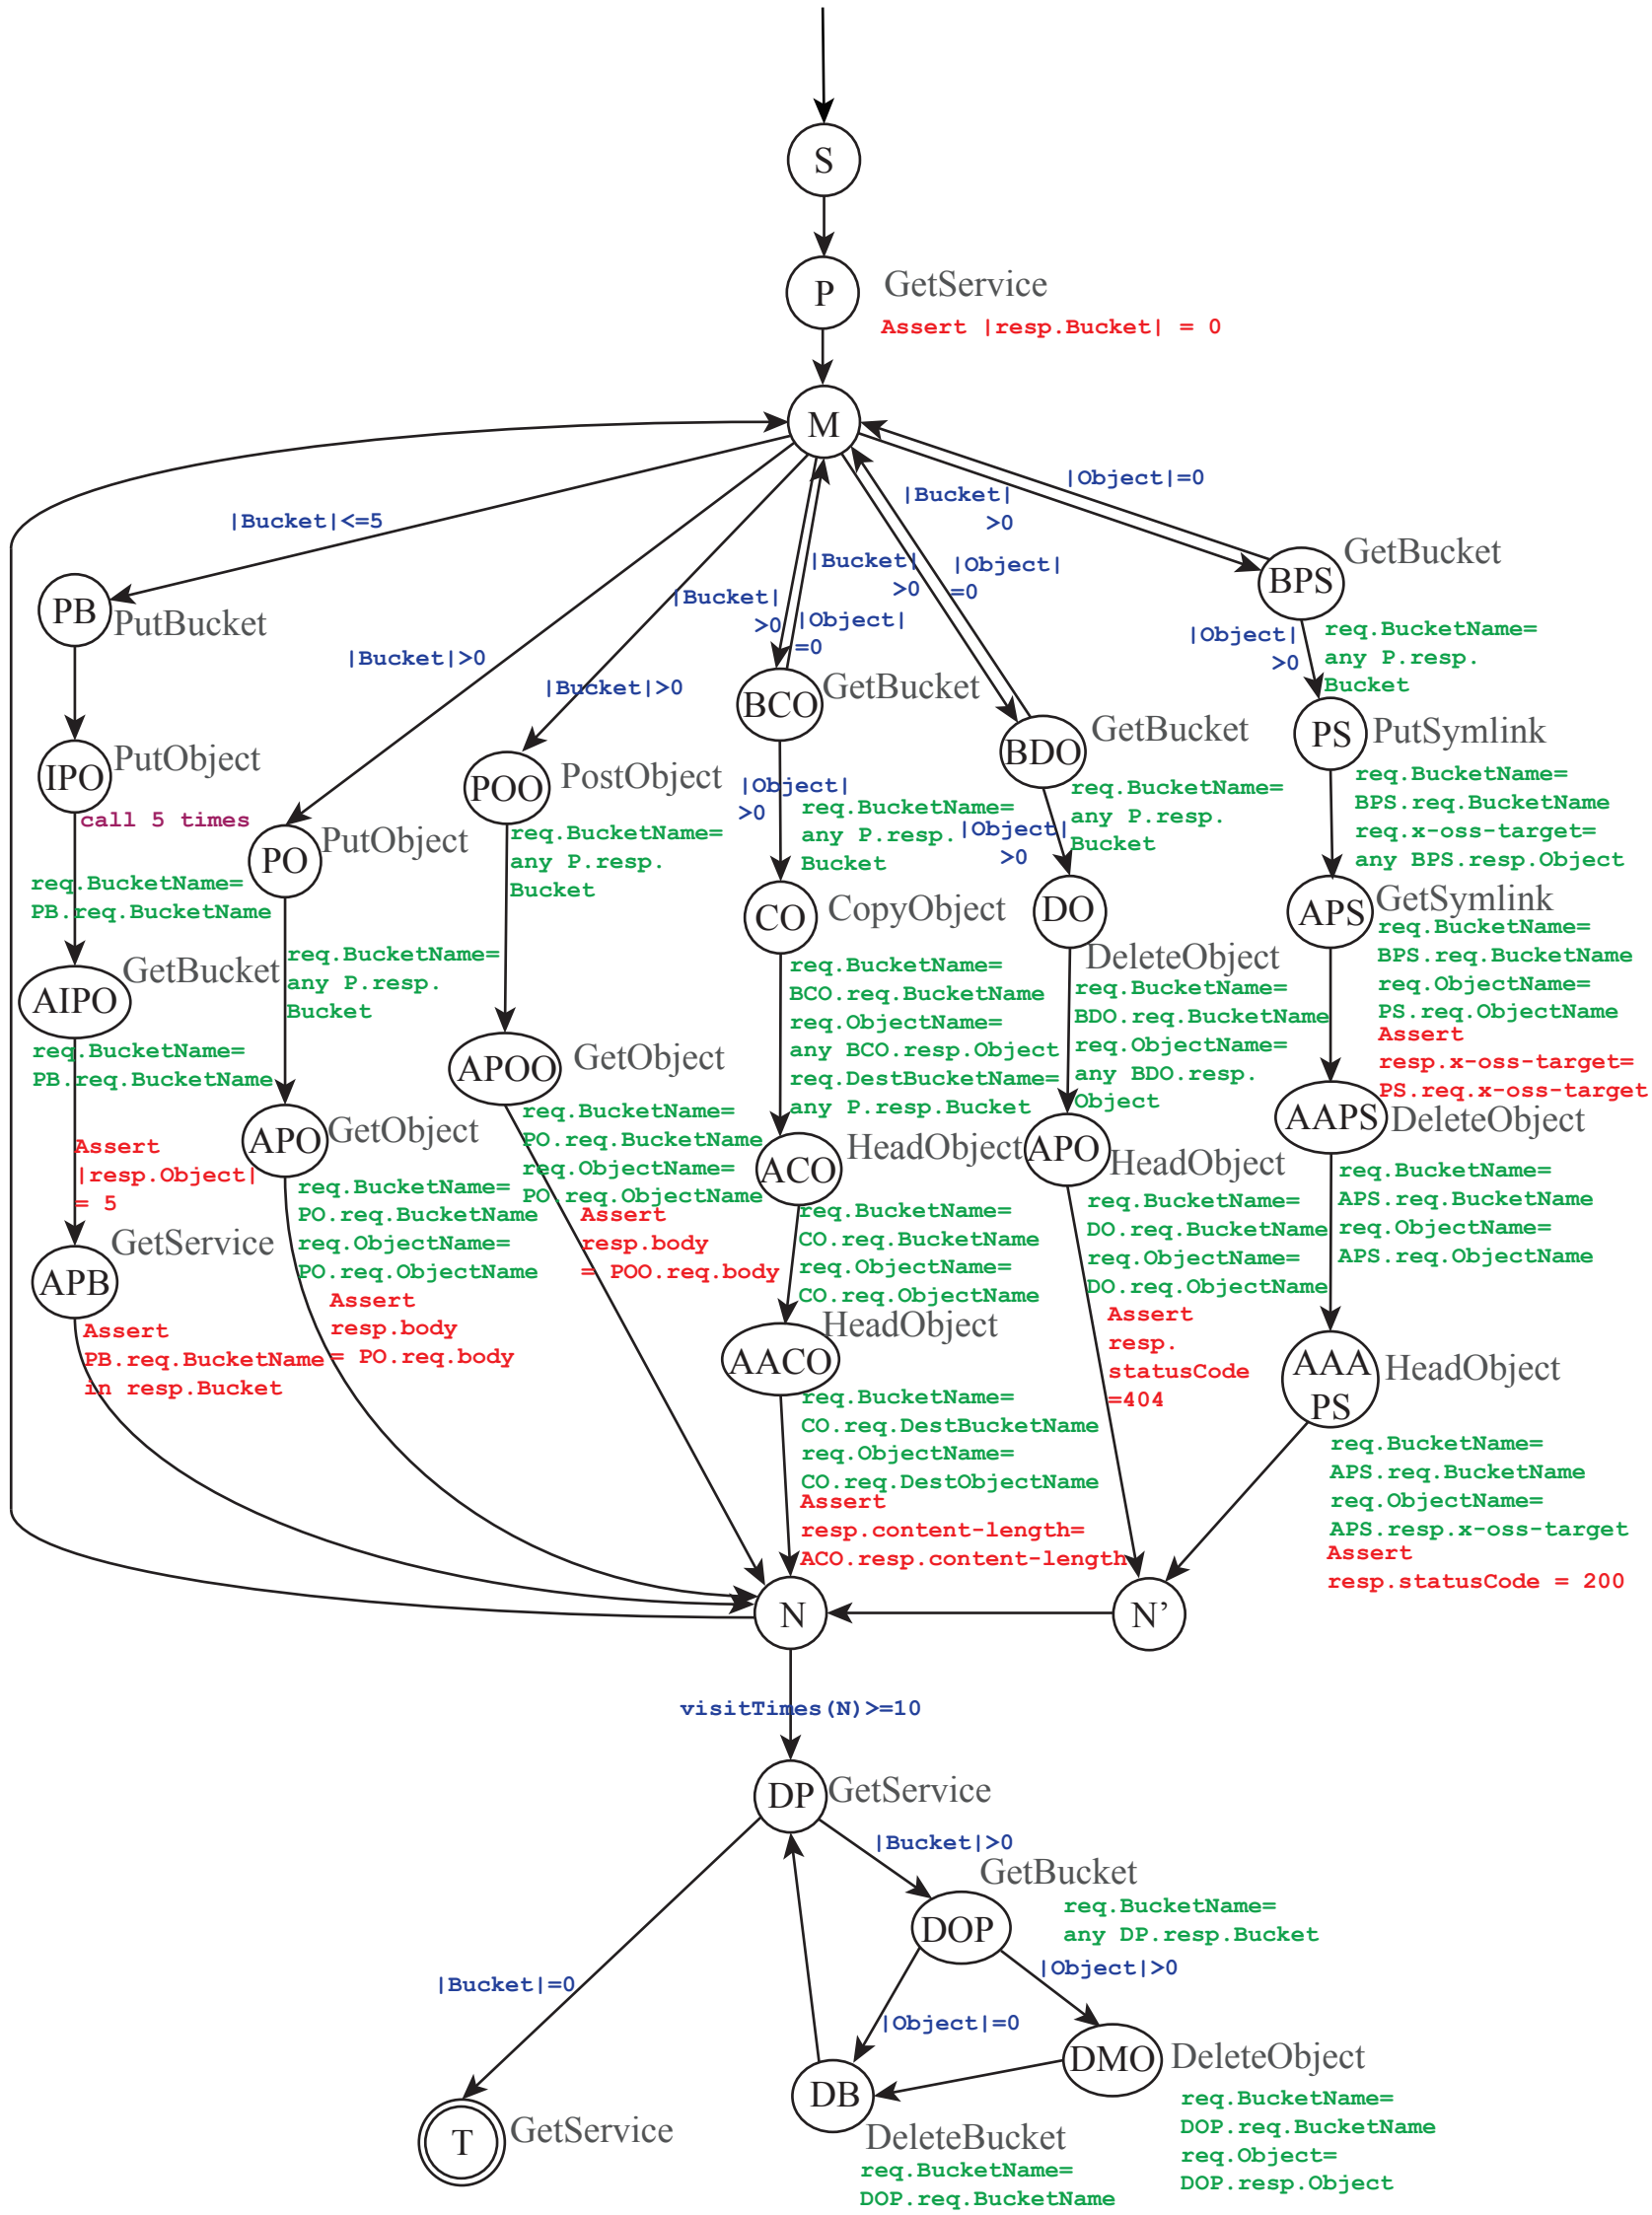 S
P
GetService
Assert |resp.Bucket| = 0
M
|Bucket|<=5
|Bucket|>0
|Bucket|>0
|Bucket|
>0
|Object|
=0
|Bucket|
>0
|Object|
=0
|Bucket|
>0
|Object|=0
PB
PutBucket
IPO
PutObject
call 5 times
req.BucketName=
PB.req.BucketName
AIPO
GetBucket
req.BucketName=
PB.req.BucketName
Assert
|resp.Object|
= 5
APB
GetService
Assert
PB.req.BucketName
in resp.Bucket
PO
PutObject
req.BucketName=
any P.resp.
Bucket
APO
GetObject
req.BucketName=
PO.req.BucketName
req.ObjectName=
PO.req.ObjectName
Assert
resp.body
= PO.req.body
POO
PostObject
req.BucketName=
any P.resp.
Bucket
APOO
GetObject
req.BucketName=
PO.req.BucketName
req.ObjectName=
PO.req.ObjectName
Assert
resp.body
= POO.req.body
BCO
GetBucket
|Object|
>0
req.BucketName=
any P.resp.
Bucket
CO
CopyObject
req.BucketName=
BCO.req.BucketName
req.ObjectName=
any BCO.resp.Object
req.DestBucketName=
any P.resp.Bucket
ACO
HeadObject
req.BucketName=
CO.req.BucketName
req.ObjectName=
CO.req.ObjectName
AACO
HeadObject
req.BucketName=
CO.req.DestBucketName
req.ObjectName=
CO.req.DestObjectName
Assert
resp.content-length=
ACO.resp.content-length
BDO
GetBucket
req.BucketName=
any P.resp.
Bucket
|Object|
>0
DO
DeleteObject
req.BucketName=
BDO.req.BucketName
req.ObjectName=
any BDO.resp.
Object
APO
HeadObject
req.BucketName=
DO.req.BucketName
req.ObjectName=
DO.req.ObjectName
Assert
resp.
statusCode
=404
BPS
GetBucket
|Object|
>0
req.BucketName=
any P.resp.
Bucket
PS
PutSymlink
req.BucketName=
BPS.req.BucketName
req.x-oss-target=
any BPS.resp.Object
APS
GetSymlink
req.BucketName=
BPS.req.BucketName
req.ObjectName=
PS.req.ObjectName
Assert
resp.x-oss-target=
PS.req.x-oss-target
AAPS
DeleteObject
req.BucketName=
APS.req.BucketName
req.ObjectName=
APS.req.ObjectName
AAA
PS
HeadObject
req.BucketName=
APS.req.BucketName
req.ObjectName=
APS.resp.x-oss-target
Assert
resp.statusCode = 200
N
N’
visitTimes(N)>=10
DP
GetService
|Bucket|>0
GetBucket
DOP
req.BucketName=
any DP.resp.Bucket
|Object|>0
|Bucket|=0
|Object|=0
DMO
DeleteObject
req.BucketName=
DOP.req.BucketName
req.Object=
DOP.resp.Object
DB
DeleteBucket
req.BucketName=
DOP.req.BucketName
T
GetService